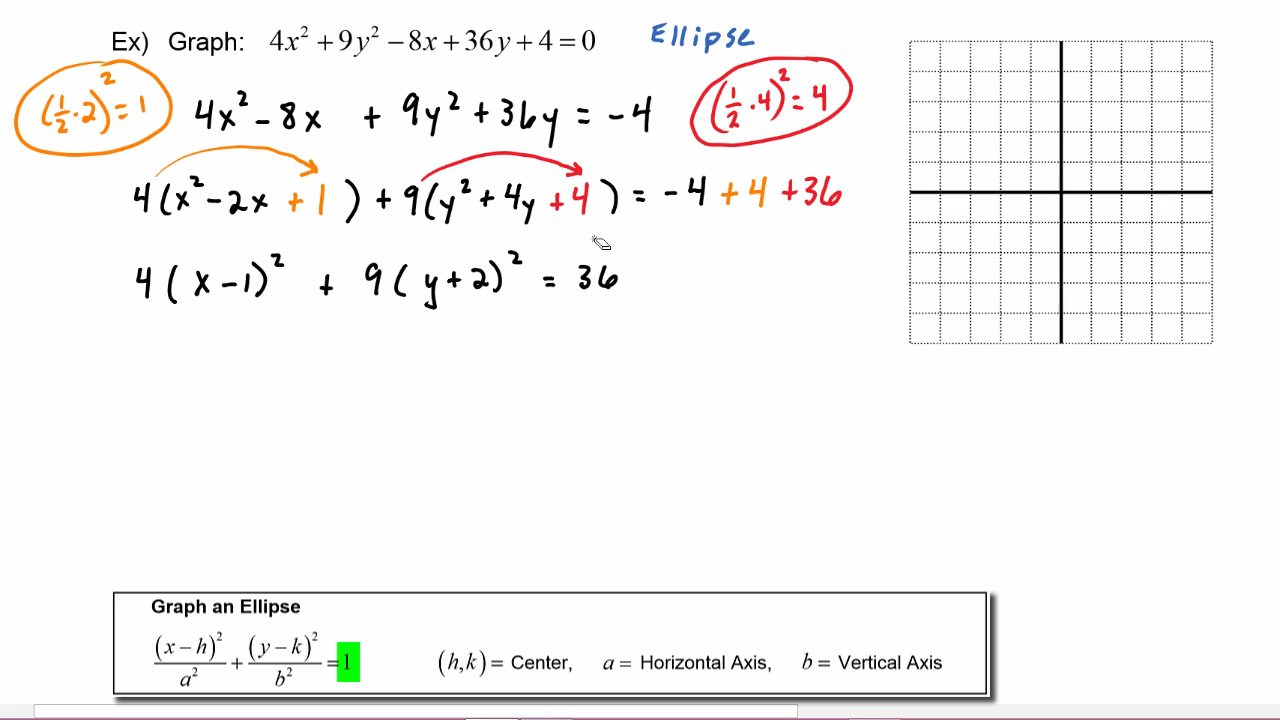 Ex) Graph: 4x² + 9y² − 8x + 36y + 4 = 0 Ellipse
(½·2)² = 1 4x² − 8x + 9y² + 36y = −4 (½·4)² = 4
4(x² − 2x + 1) + 9(y² + 4y + 4) = −4 + 4 + 36
4(x − 1)² + 9(y + 2)² = 36
Graph an Ellipse
(x − h)²/a² + (y − k)²/b² = 1 (h,k) = Center, a = Horizontal Axis, b = Vertical Axis